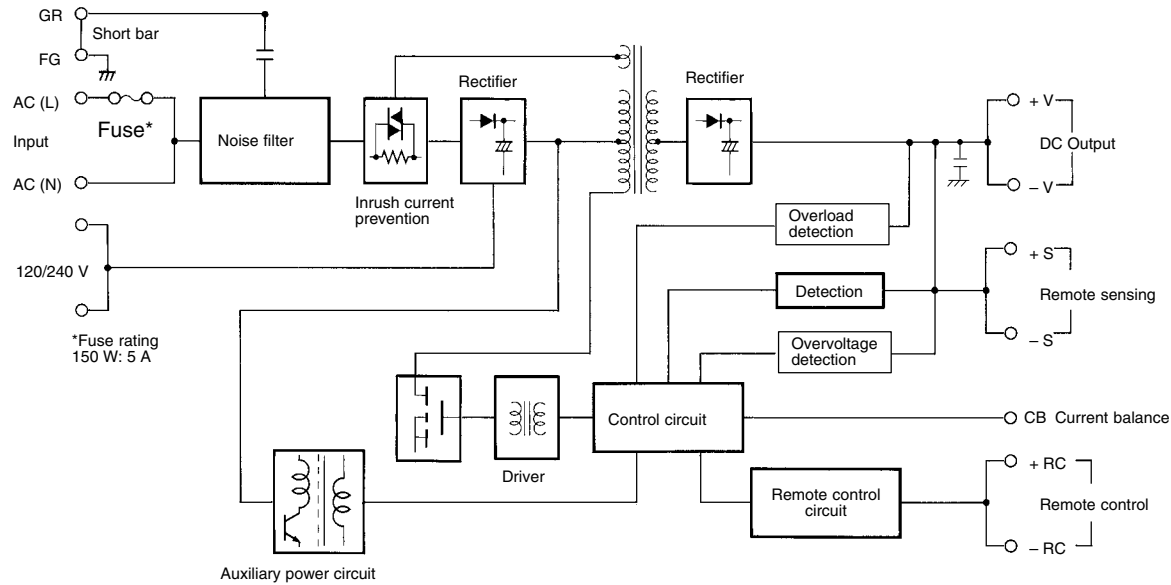 GR
Short bar
FG
AC (L)
Fuse*
Input
AC (N)
Noise filter
Inrush current
prevention
Rectifier
Rectifier
+ V
DC Output
– V
120/240 V
*Fuse rating
150 W: 5 A
Overload
detection
+ S
Detection
Remote sensing
– S
Overvoltage
detection
Control circuit
CB Current balance
Driver
+ RC
Remote control
circuit
Remote control
– RC
Auxiliary power circuit